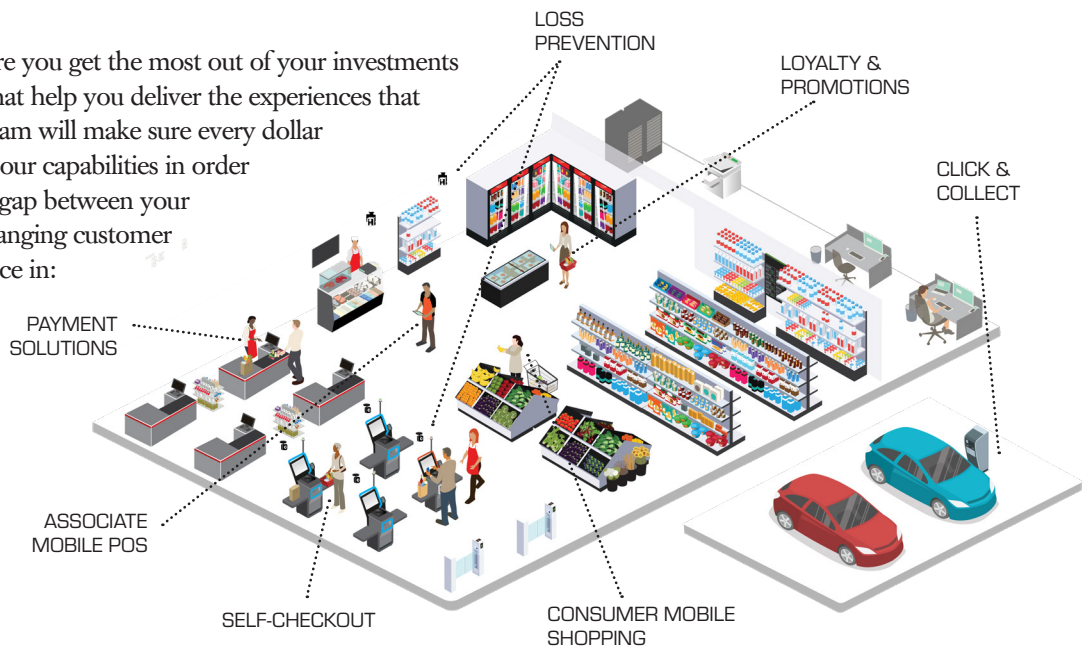 LOSS
PREVENTION
re you get the most out of your investments
hat help you deliver the experiences that
am will make sure every dollar
our capabilities in order
gap between your
anging customer
ce in:
LOYALTY &
PROMOTIONS
CLICK &
COLLECT
PAYMENT
SOLUTIONS
ASSOCIATE
MOBILE POS
SELF-CHECKOUT
CONSUMER MOBILE
SHOPPING